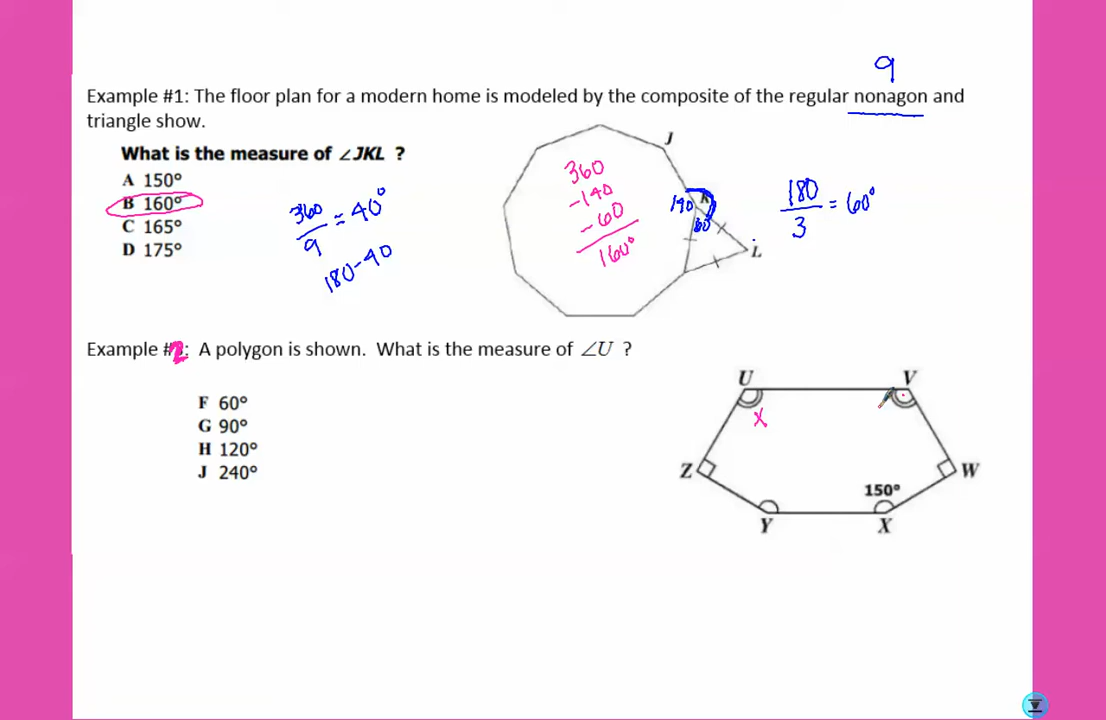 9
Example #1: The floor plan for a modern home is modeled by the composite of the regular nonagon and
triangle show.
What is the measure of ∠JKL ?
A 150°
B 160°
C 165°
D 175°
360/9 = 40°
180-40
J
360
-140
-60
160°
140
K
60
L
180/3 = 60°
Example #2: A polygon is shown. What is the measure of ∠U ?
F 60°
G 90°
H 120°
J 240°
U
V
X
Z
W
150°
Y
X